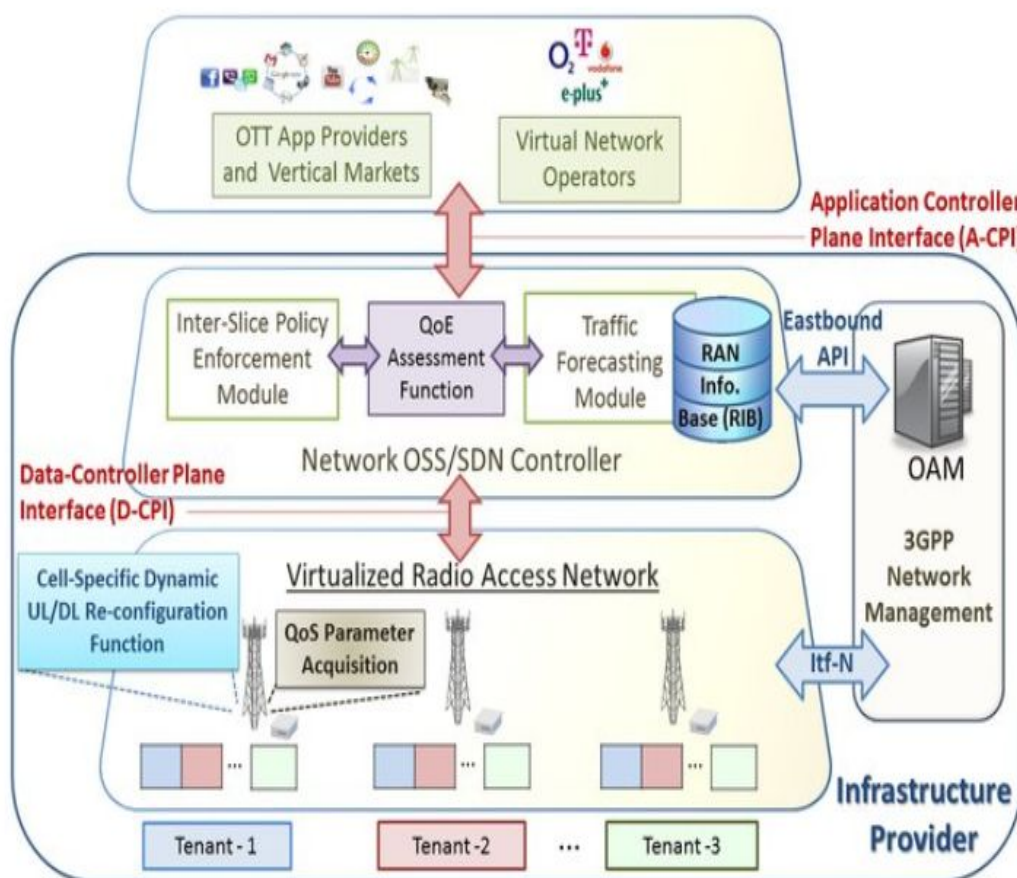 Google
You
Tube
O2
T
vodafone
e-plus+
OTT App Providers
and Vertical Markets
Virtual Network
Operators
Application Controller
Plane Interface (A-CPI)
Inter-Slice Policy
Enforcement
Module
QoE
Assessment
Function
Traffic
Forecasting
Module
RAN
Info.
Base (RIB)
Eastbound
API
OAM
Network OSS/SDN Controller
Data-Controller Plane
Interface (D-CPI)
3GPP
Network
Management
Virtualized Radio Access Network
Cell-Specific Dynamic
UL/DL Re-configuration
Function
QoS Parameter
Acquisition
Itf-N
...
...
...
Infrastructure
Provider
Tenant - 1
Tenant -2
...
Tenant -3